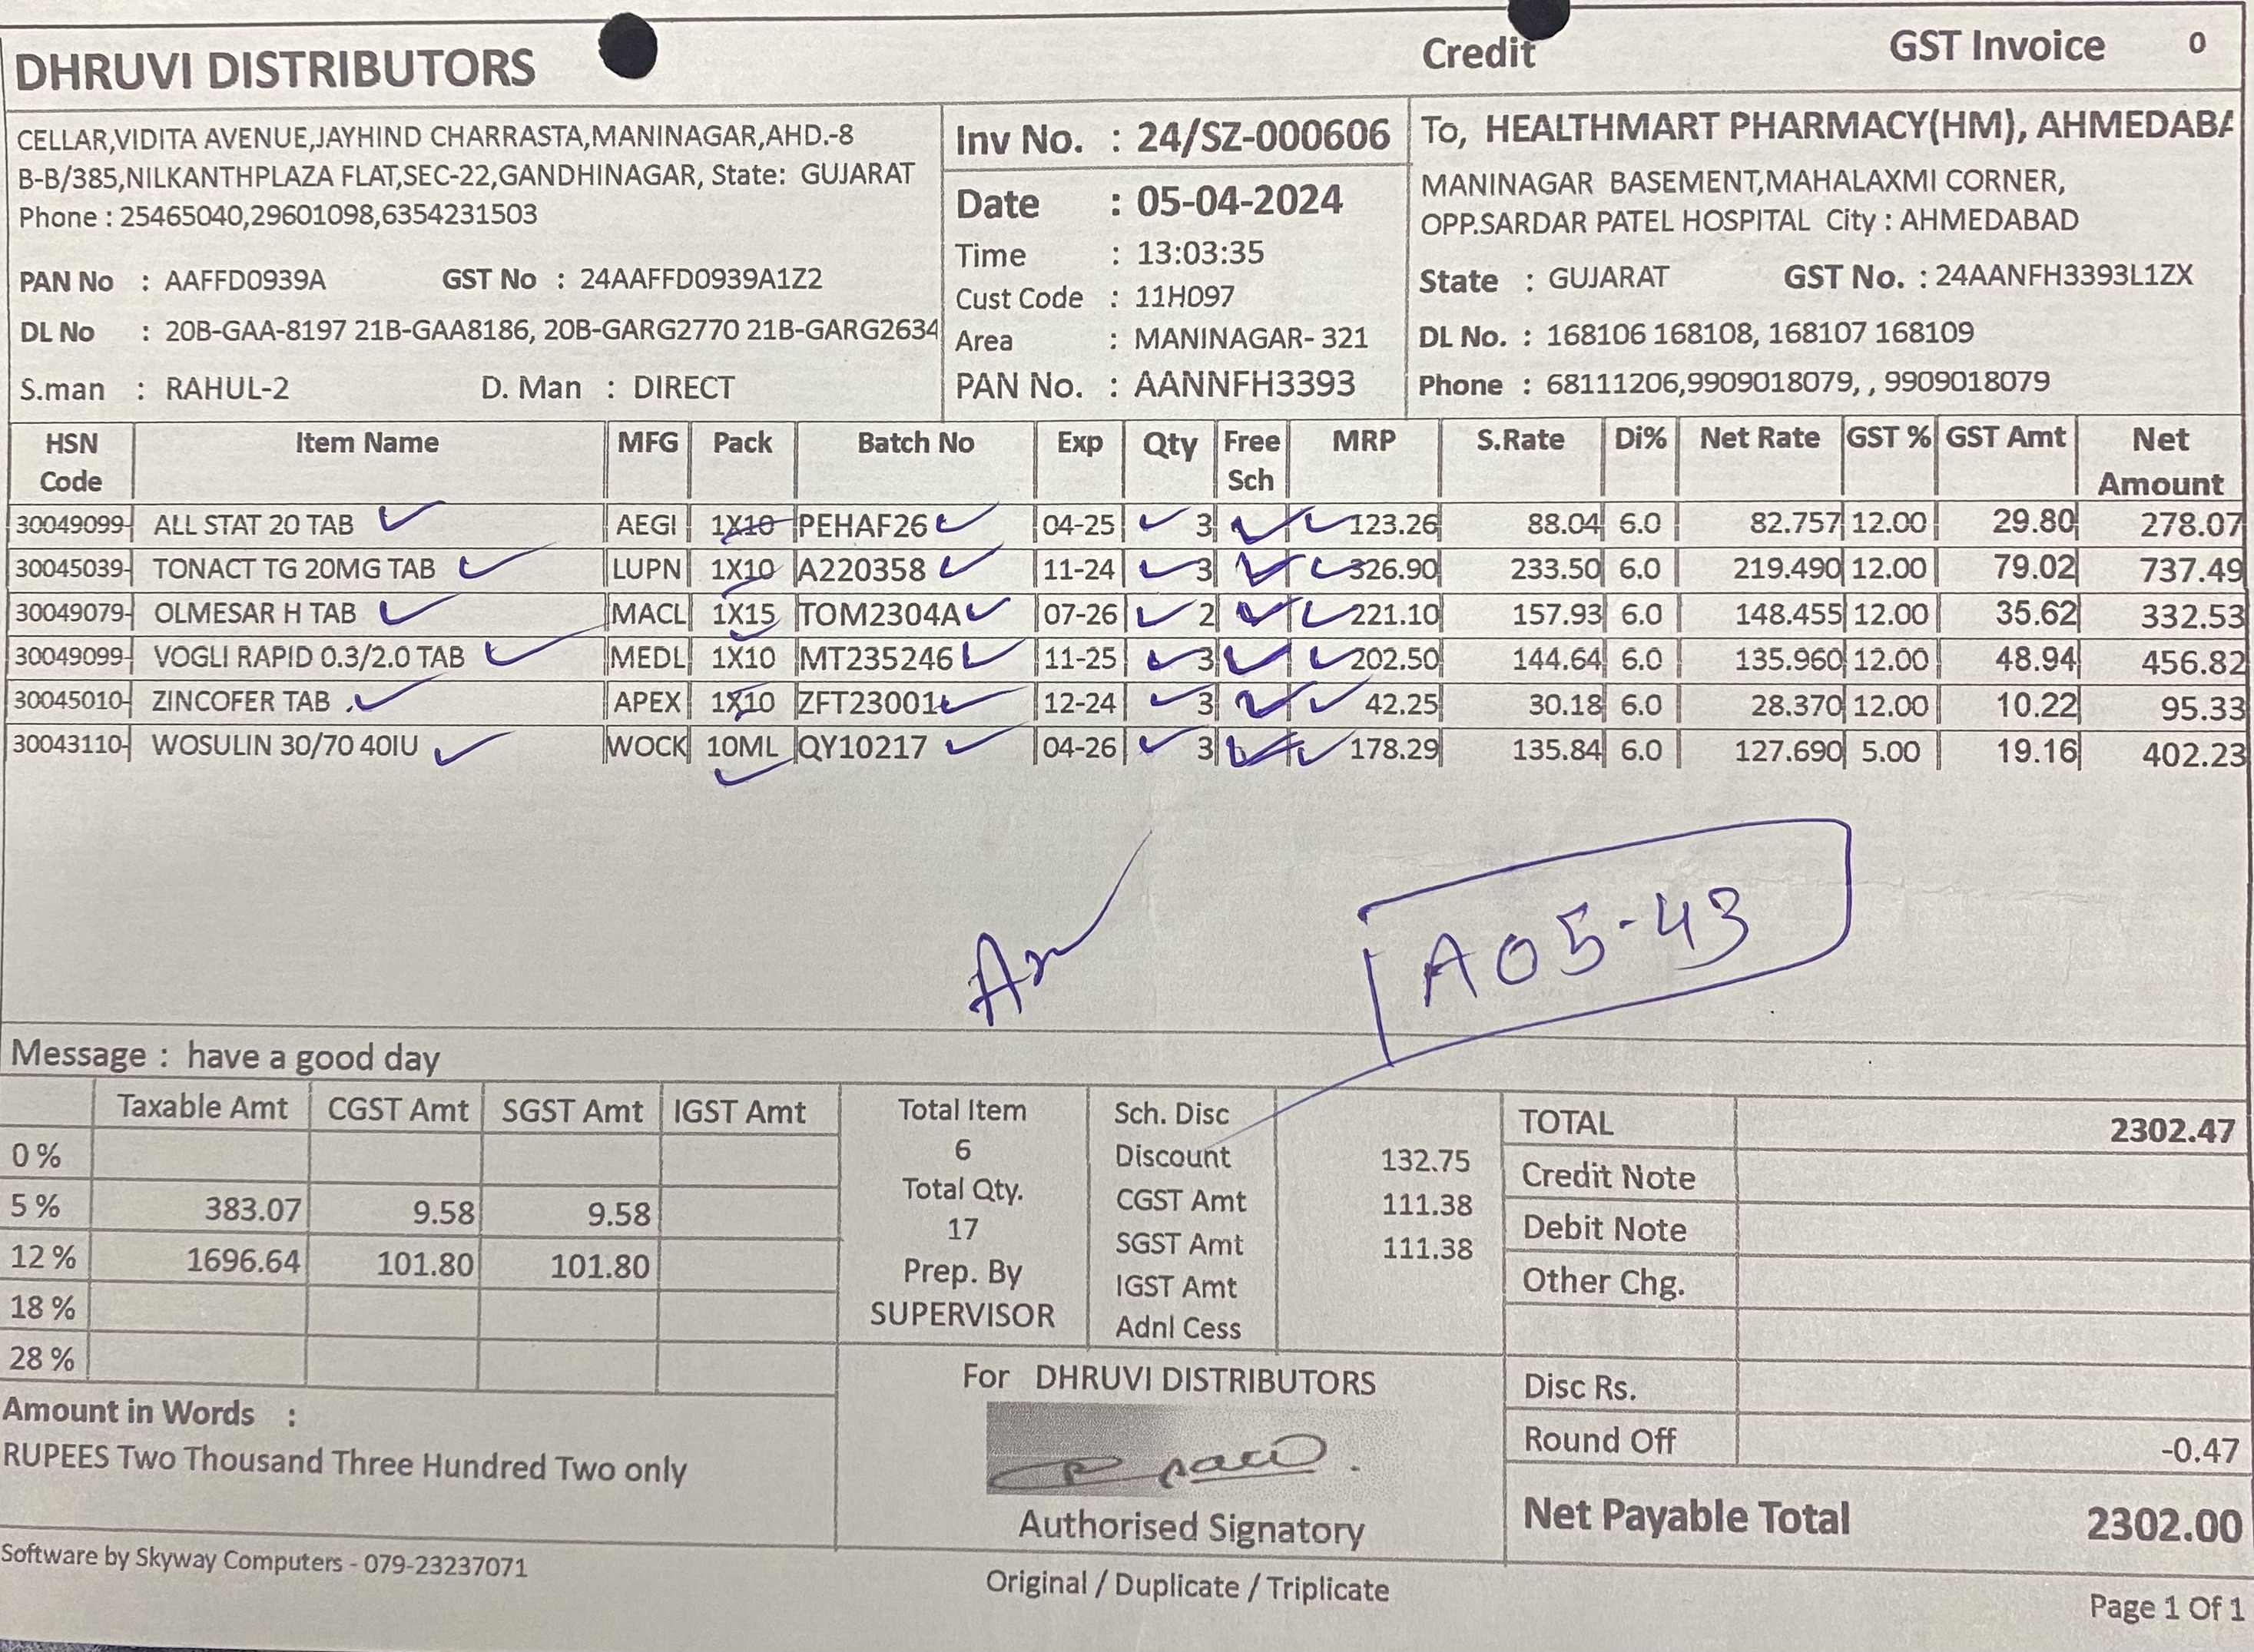 DHRUVI DISTRIBUTORS
Credit
GST Invoice 0
CELLAR,VIDITA AVENUE,JAYHIND CHARRASTA,MANINAGAR,AHD.-8
B-B/385,NILKANTHPLAZA FLAT,SEC-22,GANDHINAGAR, State: GUJARAT
Phone : 25465040,29601098,6354231503
PAN No : AAFFD0939A GST No : 24AAFFD0939A1Z2
DL No : 20B-GAA-8197 21B-GAA8186, 20B-GARG2770 21B-GARG2634
S.man : RAHUL-2 D. Man : DIRECT
Inv No. : 24/SZ-000606
Date : 05-04-2024
Time : 13:03:35
Cust Code : 11H097
Area : MANINAGAR- 321
PAN No. : AANNFH3393
To, HEALTHMART PHARMACY(HM), AHMEDABA
MANINAGAR BASEMENT,MAHALAXMI CORNER,
OPP.SARDAR PATEL HOSPITAL City : AHMEDABAD
State : GUJARAT GST No. : 24AANFH3393L1ZX
DL No. : 168106 168108, 168107 168109
Phone : 68111206,9909018079, , 9909018079
HSN Code Item Name MFG Pack Batch No Exp Qty Free Sch MRP S.Rate Di% Net Rate GST % GST Amt Net Amount
30049099- ALL STAT 20 TAB AEGI 1X10 PEHAF26 04-25 3 123.26 88.04 6.0 82.757 12.00 29.80 278.07
30045039- TONACT TG 20MG TAB LUPN 1X10 A220358 11-24 3 326.90 233.50 6.0 219.490 12.00 79.02 737.49
30049079- OLMESAR H TAB MACL 1X15 TOM2304A 07-26 2 221.10 157.93 6.0 148.455 12.00 35.62 332.53
30049099- VOGLI RAPID 0.3/2.0 TAB MEDL 1X10 MT235246 11-25 3 202.50 144.64 6.0 135.960 12.00 48.94 456.82
30045010- ZINCOFER TAB APEX 1X10 ZFT23001 12-24 3 42.25 30.18 6.0 28.370 12.00 10.22 95.33
30043110- WOSULIN 30/70 40IU WOCK 10ML QY10217 04-26 3 178.29 135.84 6.0 127.690 5.00 19.16 402.23
A05-43
Message : have a good day
Taxable Amt CGST Amt SGST Amt IGST Amt
0 %
5 % 383.07 9.58 9.58
12 % 1696.64 101.80 101.80
18 %
28 %
Amount in Words :
RUPEES Two Thousand Three Hundred Two only
Total Item
6
Total Qty.
17
Prep. By
SUPERVISOR
Sch. Disc
Discount 132.75
CGST Amt 111.38
SGST Amt 111.38
IGST Amt
Adnl Cess
For DHRUVI DISTRIBUTORS
Authorised Signatory
TOTAL 2302.47
Credit Note
Debit Note
Other Chg.
Disc Rs.
Round Off -0.47
Net Payable Total 2302.00
Software by Skyway Computers - 079-23237071
Original / Duplicate / Triplicate
Page 1 Of 1